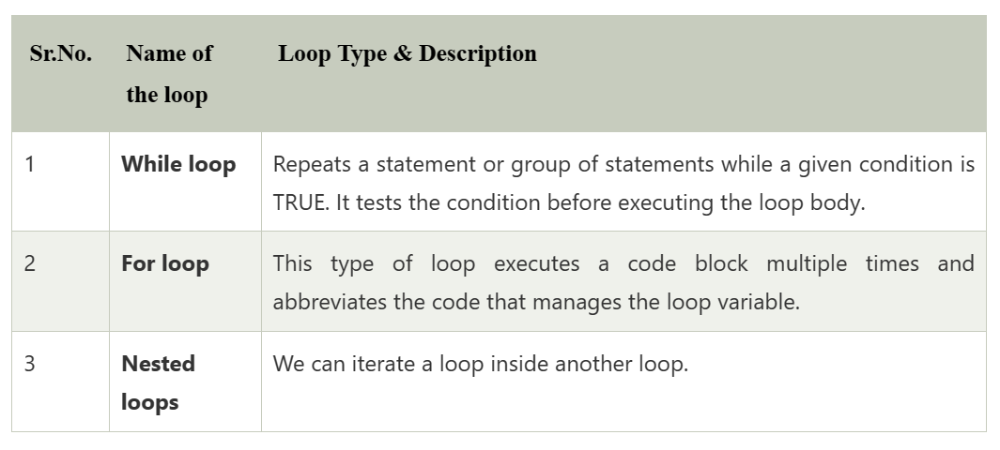 Sr.No. Name of Loop Type & Description
the loop
1 While loop Repeats a statement or group of statements while a given condition is
TRUE. It tests the condition before executing the loop body.
2 For loop This type of loop executes a code block multiple times and
abbreviates the code that manages the loop variable.
3 Nested We can iterate a loop inside another loop.
loops